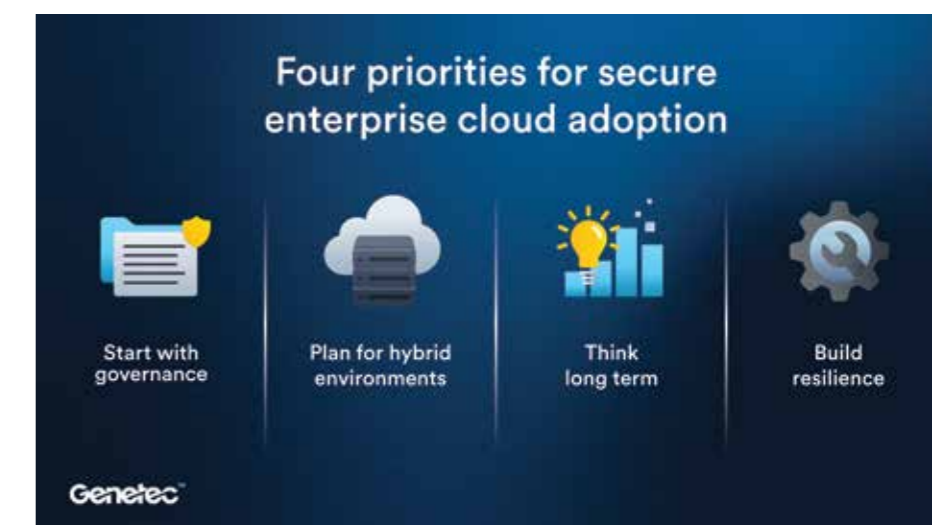 Four priorities for secure
enterprise cloud adoption
Start with
governance
Plan for hybrid
environments
Think
long term
Build
resilience
Genetec™